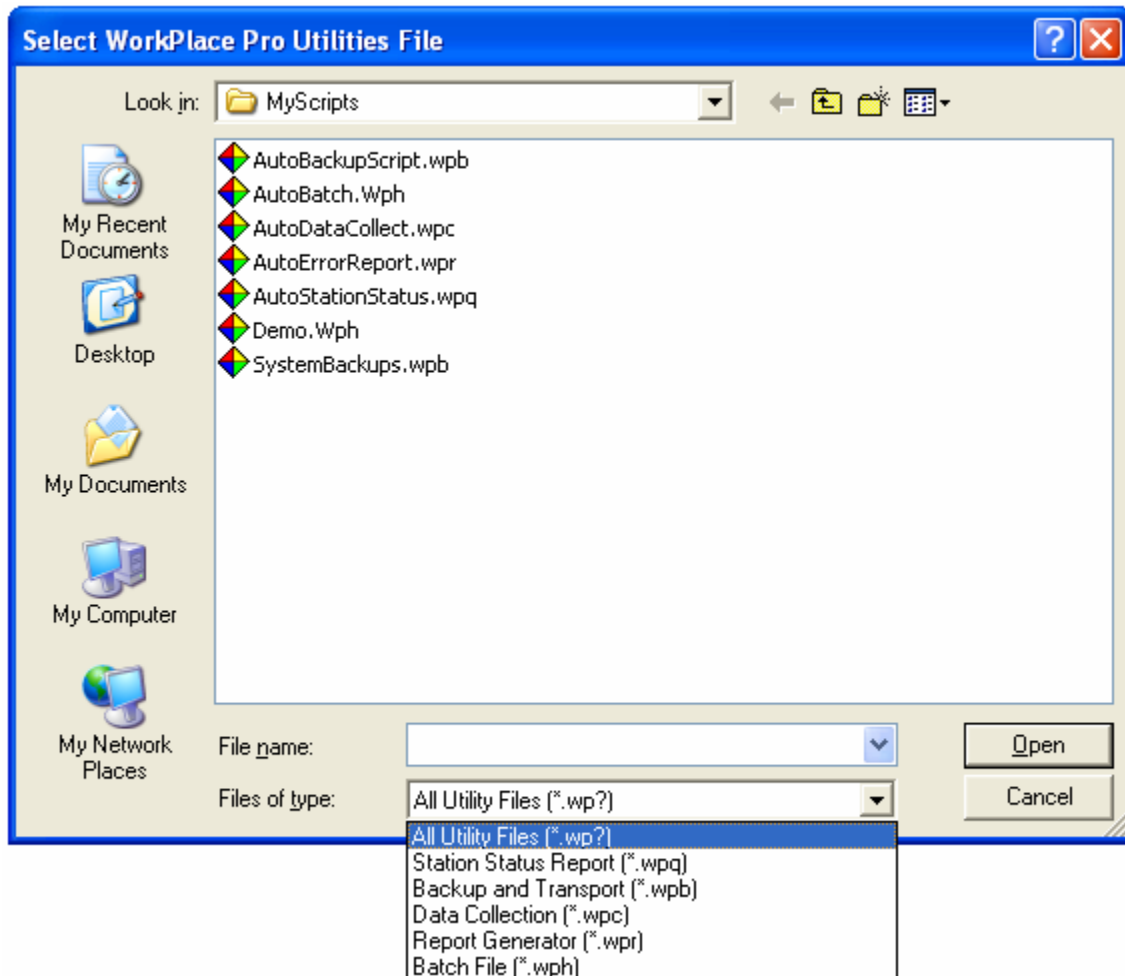 Select WorkPlace Pro Utilities File
Look in:
MyScripts
AutoBackupScript.wpb
AutoBatch.Wph
AutoDataCollect.wpc
AutoErrorReport.wpr
AutoStationStatus.wpq
Demo.Wph
SystemBackups.wpb
My Recent
Documents
Desktop
My Documents
My Computer
My Network
Places
File name:
Open
Files of type:
All Utility Files (*.wp?)
Cancel
All Utility Files (*.wp?)
Station Status Report (*.wpq)
Backup and Transport (*.wpb)
Data Collection (*.wpc)
Report Generator (*.wpr)
Batch File (*.wph)